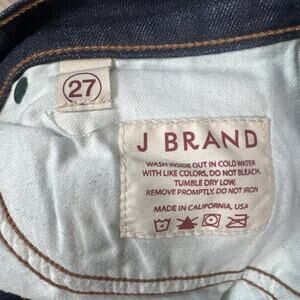 27
J BRAND
WASH INSIDE OUT IN COLD WATER
WITH LIKE COLORS, DO NOT BLEACH,
TUMBLE DRY LOW,
REMOVE PROMPTLY, DO NOT IRON
MADE IN CALIFORNIA, USA